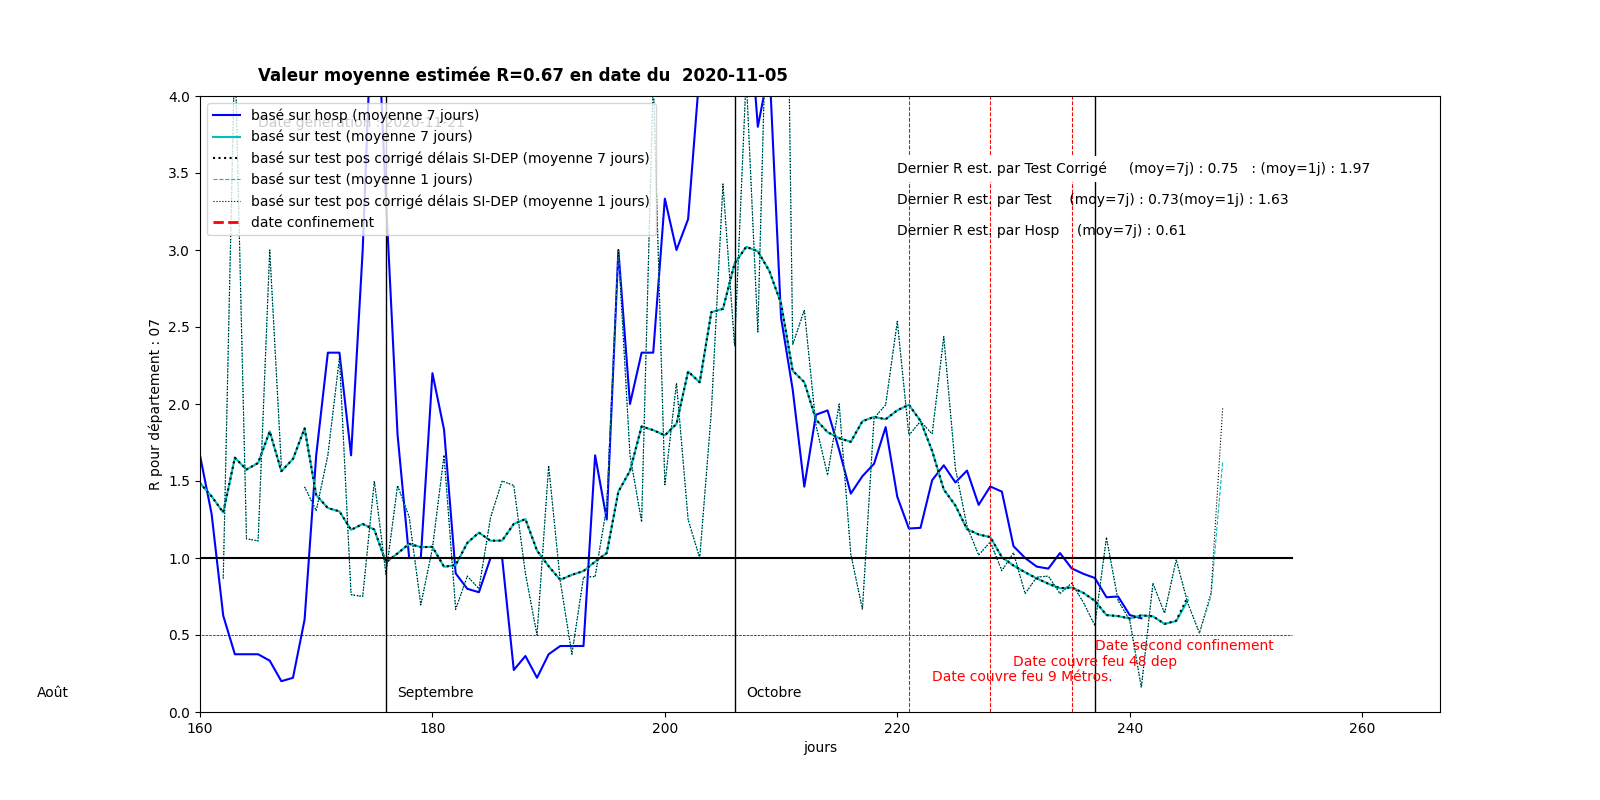 Valeur moyenne estimée R=0.67 en date du  2020-11-05
Date génération : 2020-11-21
basé sur hosp (moyenne 7 jours)
basé sur test (moyenne 7 jours)
basé sur test pos corrigé délais SI-DEP (moyenne 7 jours)
basé sur test (moyenne 1 jours)
basé sur test pos corrigé délais SI-DEP (moyenne 1 jours)
date confinement
Dernier R est. par Test Corrigé     (moy=7j) : 0.75   : (moy=1j) : 1.97
Dernier R est. par Test    (moy=7j) : 0.73(moy=1j) : 1.63
Dernier R est. par Hosp    (moy=7j) : 0.61
R pour département : 07
4.0
3.5
3.0
2.5
2.0
1.5
1.0
0.5
0.0
Date second confinement
Date couvre feu 48 dep
Date couvre feu 9 Métros.
Août
Septembre
Octobre
160
180
200
220
240
260
jours